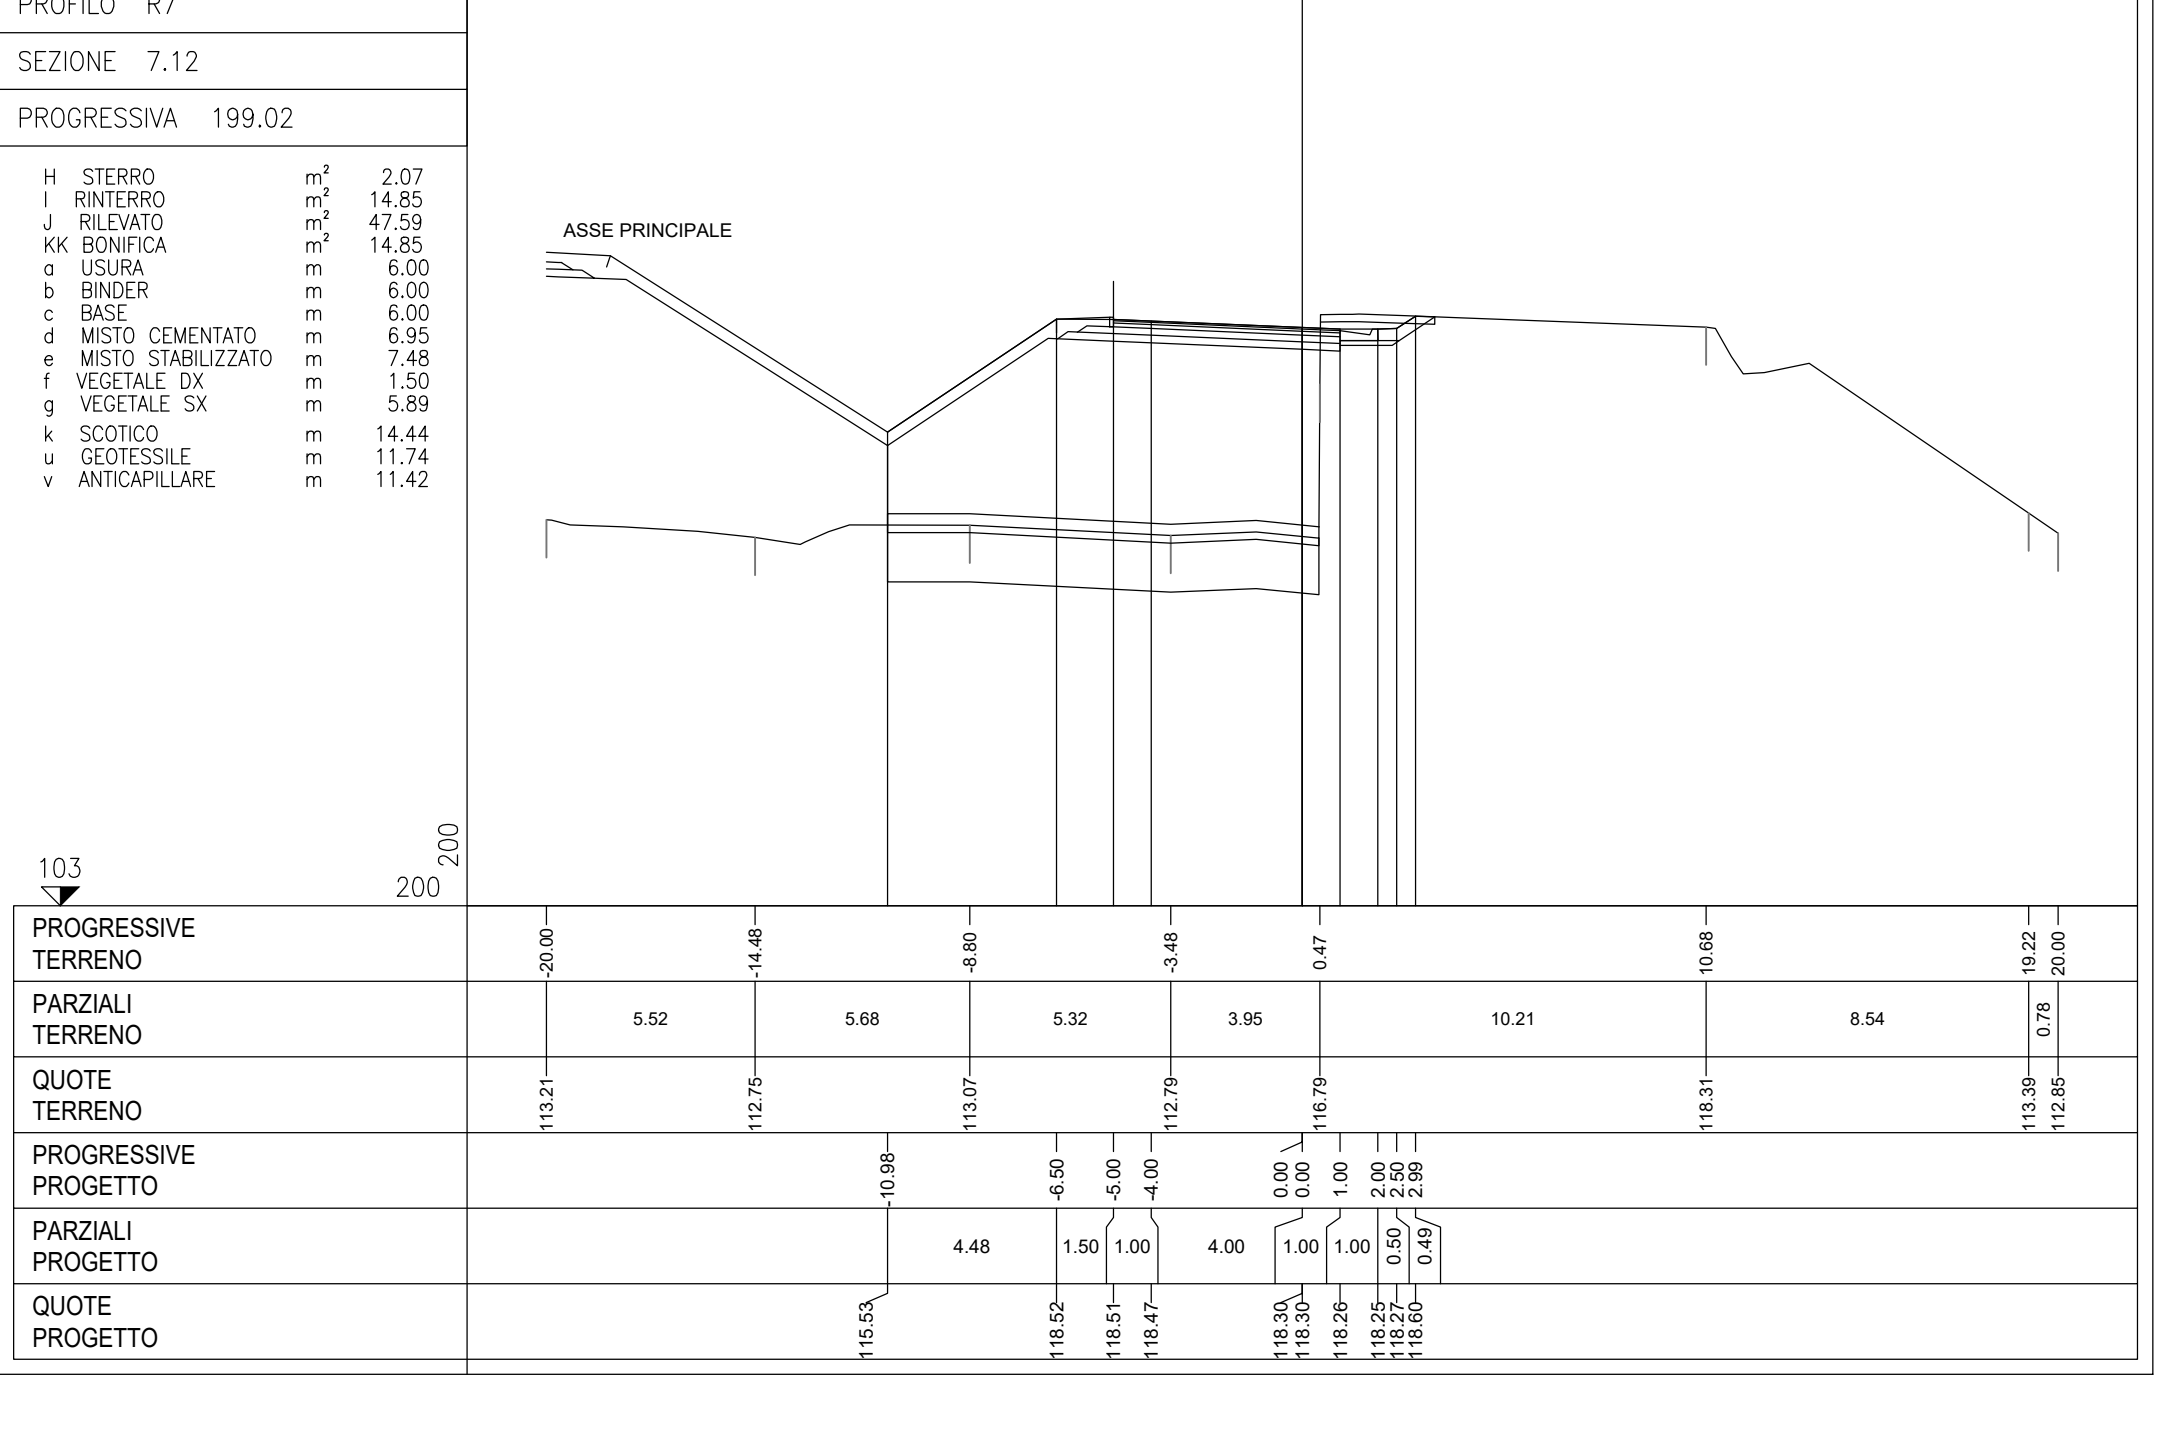 PROFILO R7
SEZIONE 7.12
PROGRESSIVA 199.02
H STERRO m² 2.07
I RINTERRO m² 14.85
J RILEVATO m² 47.59
KK BONIFICA m² 14.85
a USURA m 6.00
b BINDER m 6.00
c BASE m 6.00
d MISTO CEMENTATO m 6.95
e MISTO STABILIZZATO m 7.48
f VEGETALE DX m 1.50
g VEGETALE SX m 5.89
k SCOTICO m 14.44
u GEOTESSILE m 11.74
v ANTICAPILLARE m 11.42
ASSE PRINCIPALE
103
200
200
PROGRESSIVE
TERRENO
-20.00 -14.48 -8.80 -3.48 0.47 10.68 19.22 20.00
PARZIALI
TERRENO
5.52 5.68 5.32 3.95 10.21 8.54 0.78
QUOTE
TERRENO
113.21 112.75 113.07 112.79 116.79 118.31 113.39 112.85
PROGRESSIVE
PROGETTO
-10.98 -6.50 -5.00 -4.00 0.00 0.00 1.00 2.00 2.50 2.99
PARZIALI
PROGETTO
4.48 1.50 1.00 4.00 1.00 1.00 0.50 0.49
QUOTE
PROGETTO
115.53 118.52 118.51 118.47 118.30 118.30 118.26 118.25 118.27 118.60